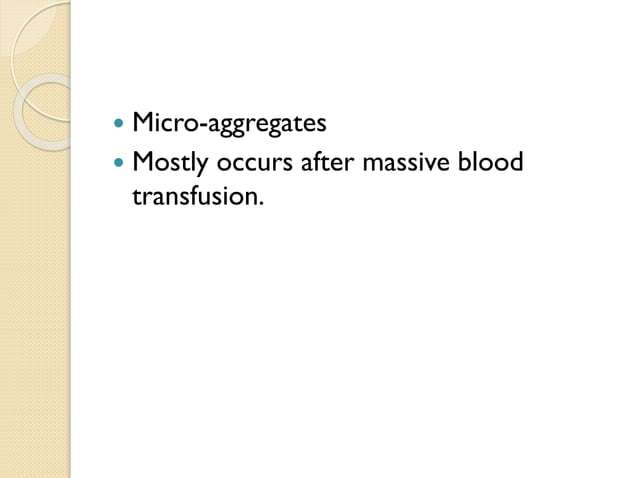 • Micro-aggregates
• Mostly occurs after massive blood
transfusion.